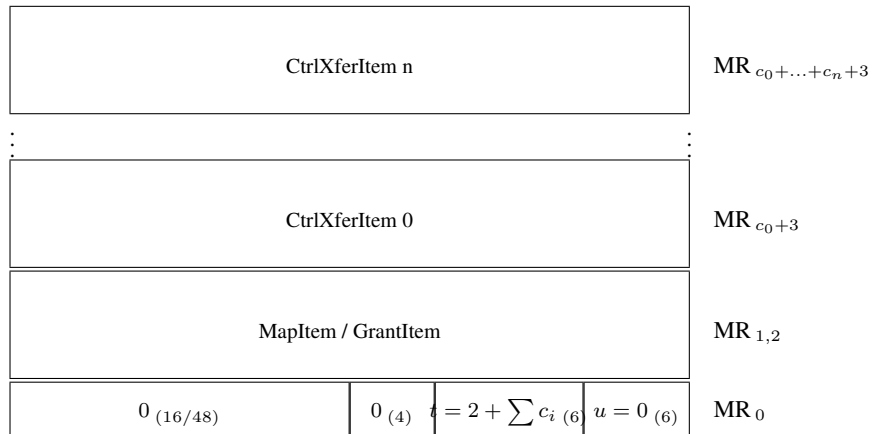 CtrlXferItem n MR c₀+...+cₙ+3
⋮ ⋮
CtrlXferItem 0 MR c₀+3
MapItem / GrantItem MR 1,2
0 (16/48) 0 (4) t = 2 + ∑ cᵢ (6) u = 0 (6) MR 0